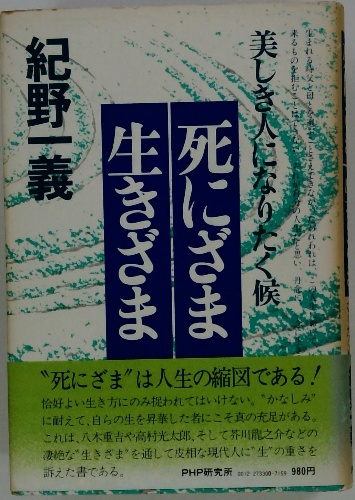 美しき人になりたく候
死にざま
生きざま
紀野一義
“死にざま”は人生の縮図である！
恰好よい生き方にのみ捉われてはいけない。“かなしみ”
に耐えて、自らの生を昇華した者にこそ真の充足がある。
これは、八木重吉や高村光太郎、そして芥川龍之介などの
凄絶な“生きざま”を通して皮相な現代人に“生”の重さを
訴えた書である。
PHP研究所 0012-273300-7459 980円